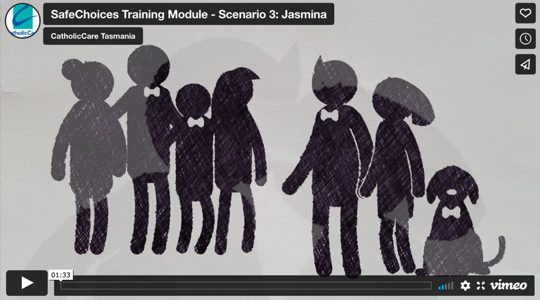 SafeChoices Training Module - Scenario 3: Jasmina
CatholicCare Tasmania
01:33
vimeo